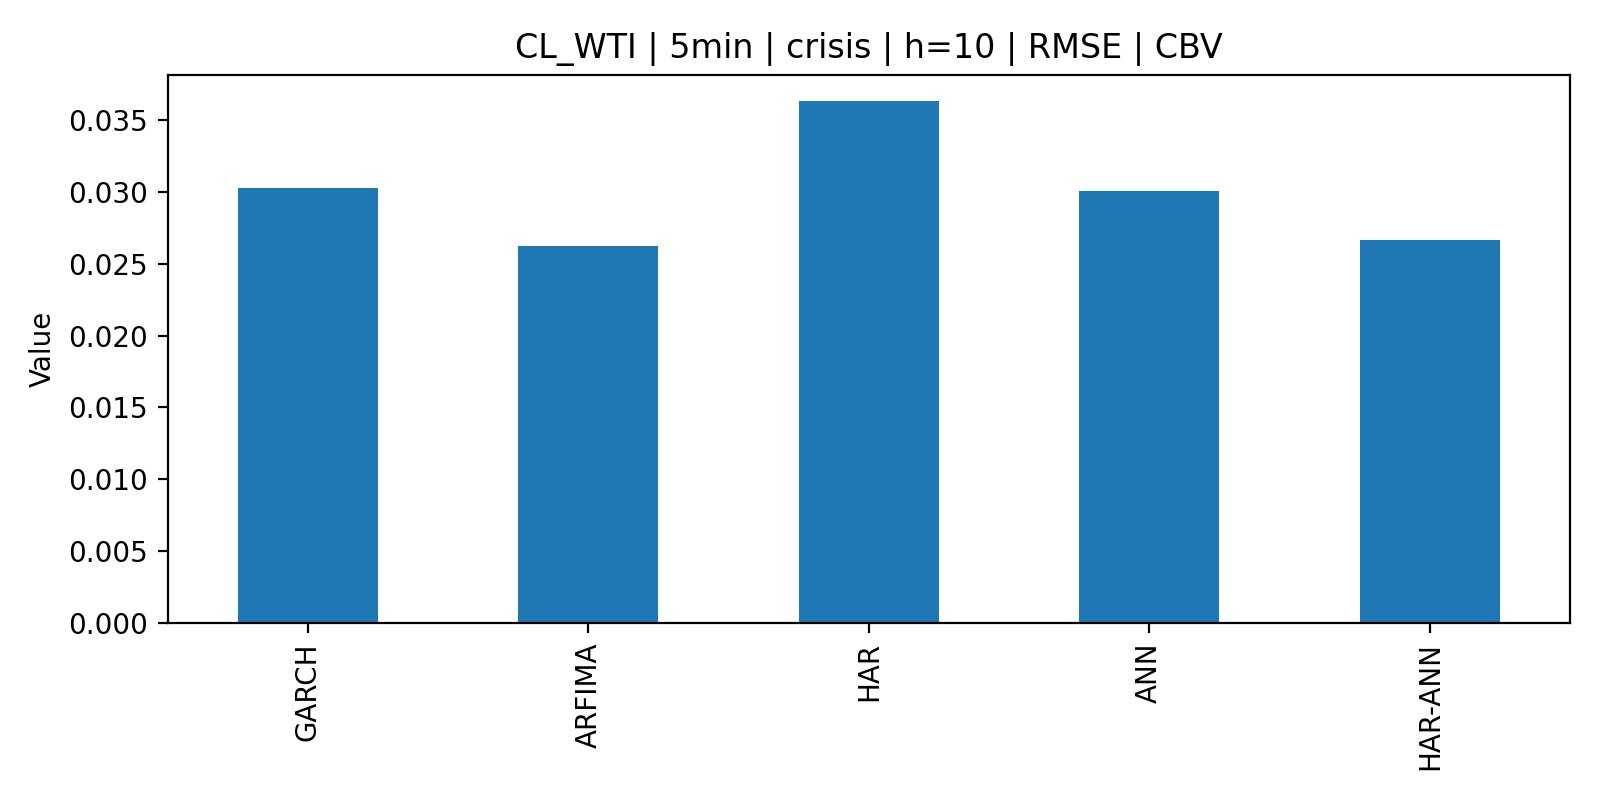 CL_WTI | 5min | crisis | h=10 | RMSE | CBV
Value
0.035
0.030
0.025
0.020
0.015
0.010
0.005
0.000
GARCH
ARFIMA
HAR
ANN
HAR-ANN